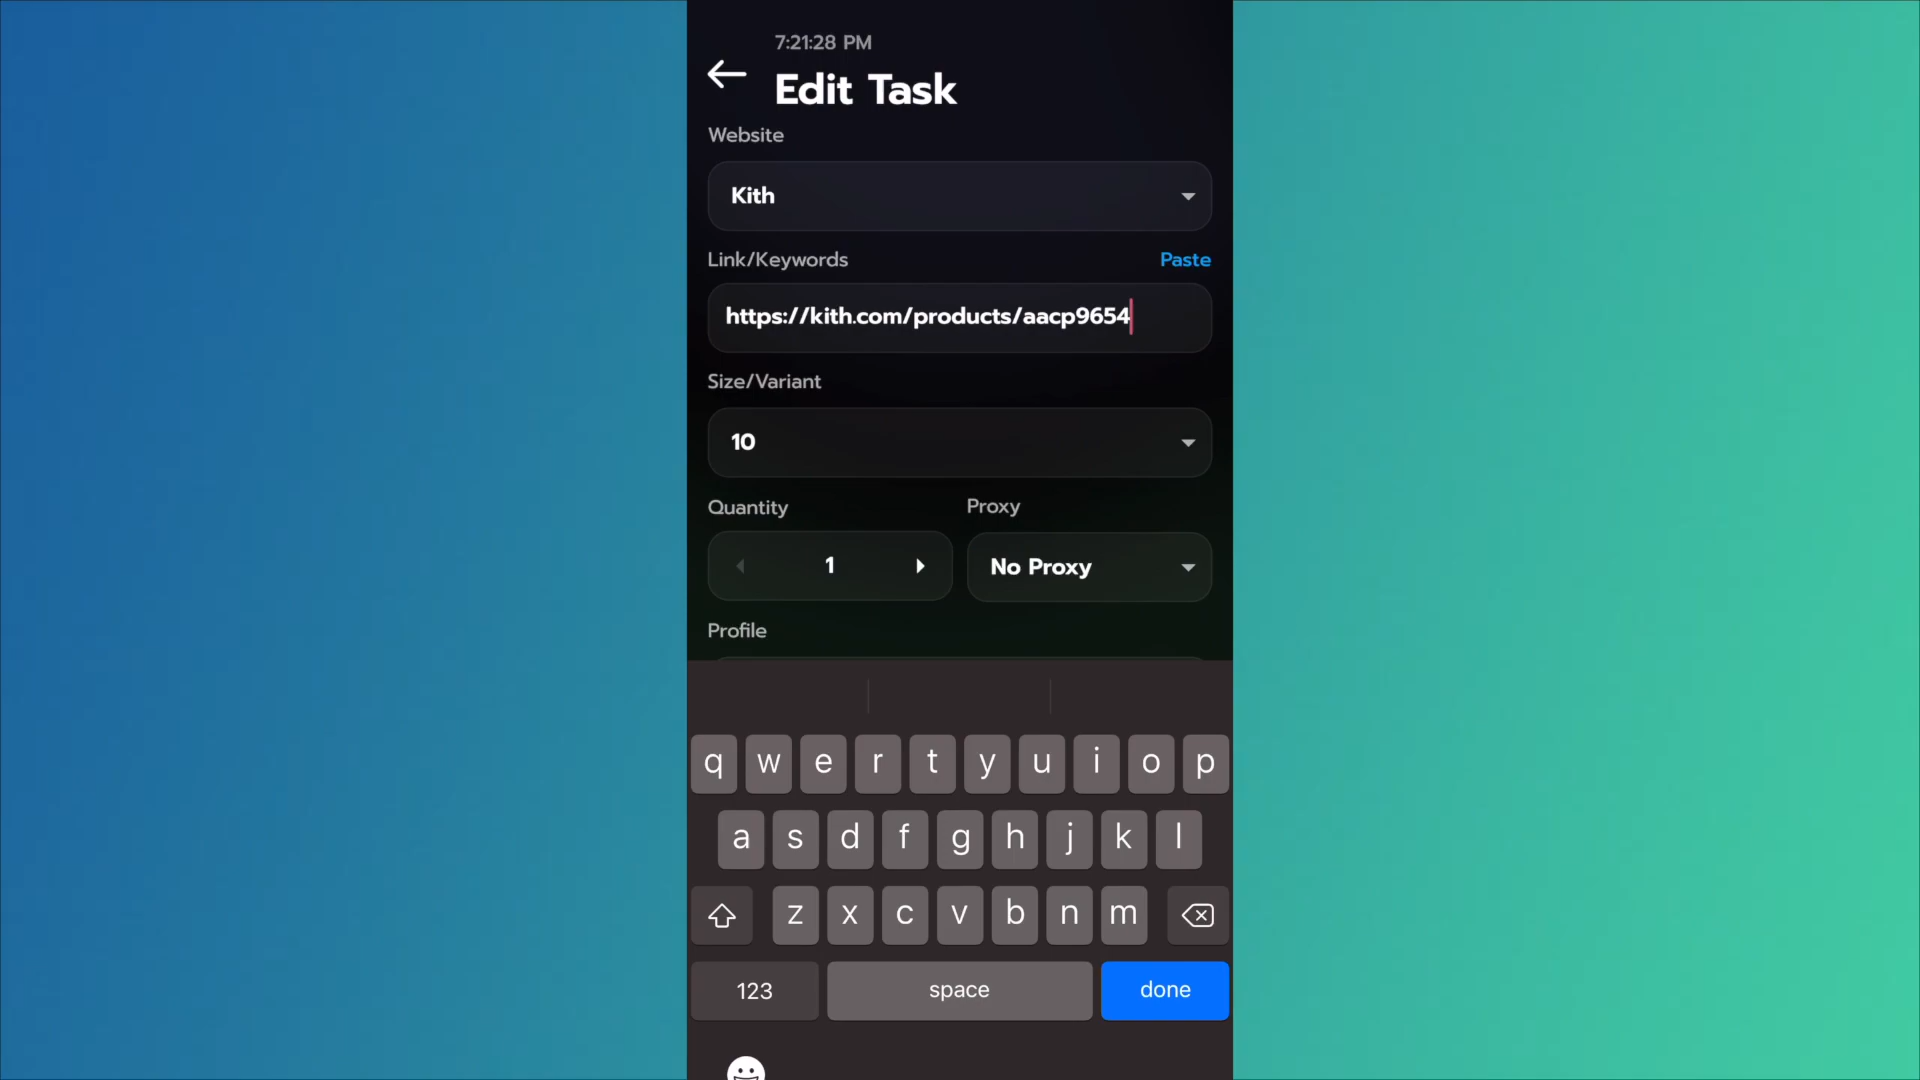 7:21:28 PM
Edit Task
Website
Kith
Link/Keywords Paste
https://kith.com/products/aacp9654
Size/Variant
10
Quantity Proxy
1 No Proxy
Profile
q w e r t y u i o p
a s d f g h j k l
z x c v b n m
123 space done